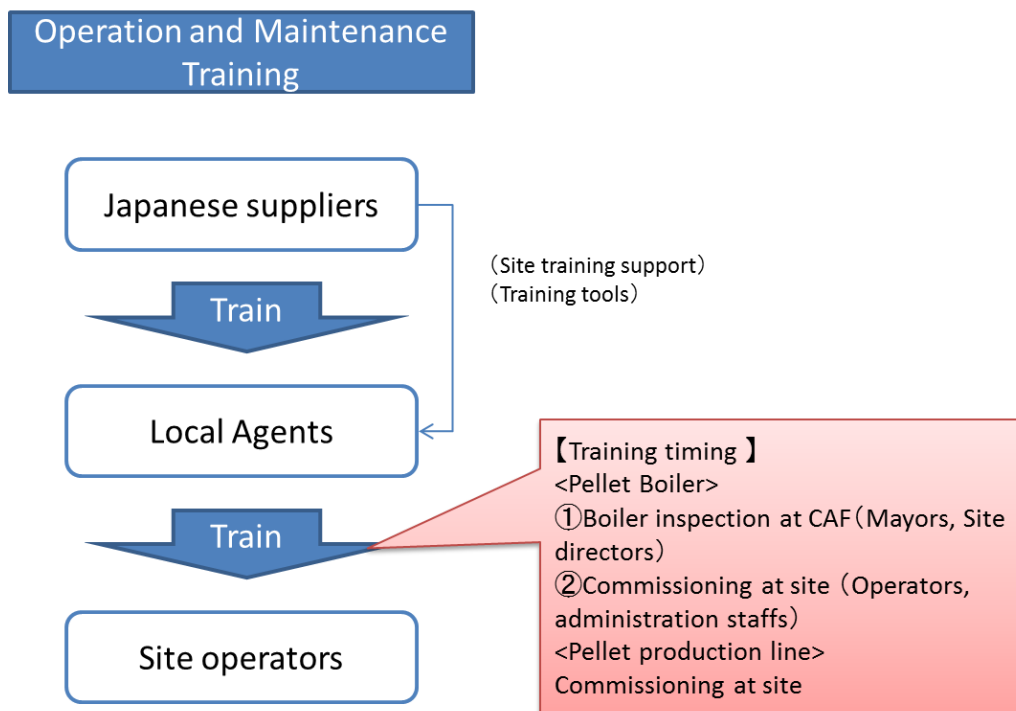 Operation and Maintenance
Training
Japanese suppliers
（Site training support）
（Training tools）
Train
Local Agents
Train
【Training timing 】
<Pellet Boiler>
①Boiler inspection at CAF（Mayors, Site
directors）
②Commissioning at site （Operators,
administration staffs）
<Pellet production line>
Commissioning at site
Site operators